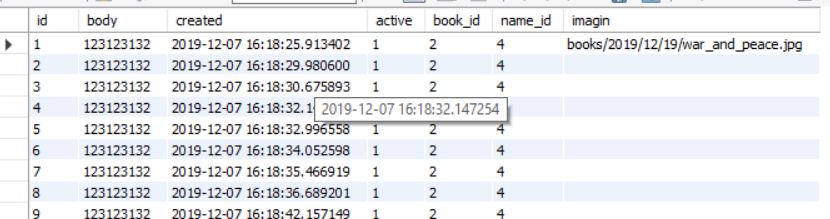 id body created active book_id name_id imagin
1 123123132 2019-12-07 16:18:25.913402 1 2 4 books/2019/12/19/war_and_peace.jpg
2 123123132 2019-12-07 16:18:29.980600 1 2 4
3 123123132 2019-12-07 16:18:30.675893 1 2 4
4 123123132 2019-12-07 16:18:32.1 4
2019-12-07 16:18:32.147254
5 123123132 2019-12-07 16:18:32.996558 1 2 4
6 123123132 2019-12-07 16:18:34.052598 1 2 4
7 123123132 2019-12-07 16:18:35.466919 1 2 4
8 123123132 2019-12-07 16:18:36.689201 1 2 4
9 123123132 2019-12-07 16:18:42.157149 1 2 4